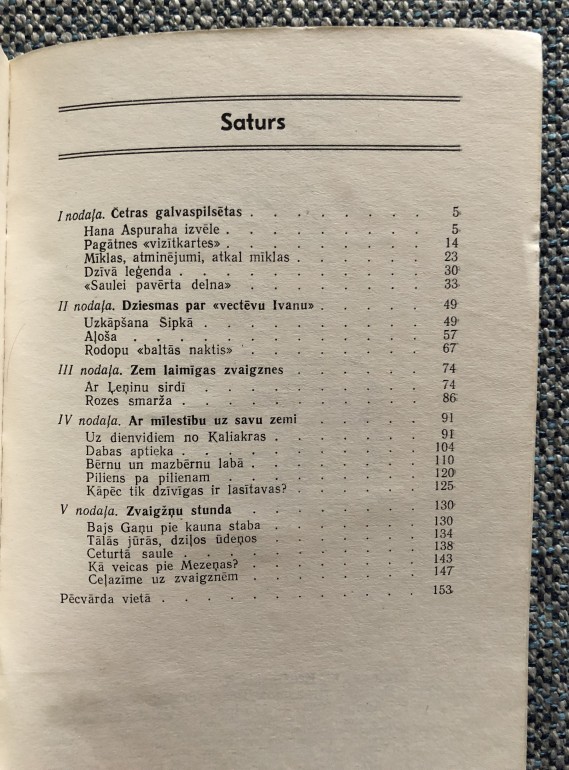 Saturs
I nodaļa. Četras galvaspilsētas . . . . . . . . 5
Hana Asparuha izvēle . . . . . . . . . 5
Pagātnes «vizītkartes» . . . . . . . . . 14
Mīklas, atminējumi, atkal mīklas . . . . . . 23
Dzīvā leģenda . . . . . . . . . . 30
«Saulei pavērta delna» . . . . . . . . 33
II nodaļa. Dziesmas par «vectēvu Ivanu» . . . . . 49
Uzkāpšana Šipkā . . . . . . . . . 49
Aļoša . . . . . . . . . . . . 57
Rodopu «baltās naktis» . . . . . . . . 67
III nodaļa. Zem laimīgas zvaigznes . . . . . . 74
Ar Ļeņinu sirdī . . . . . . . . . 74
Rozes smarža . . . . . . . . . . 86
IV nodaļa. Ar mīlestību uz savu zemi . . . . . 91
Uz dienvidiem no Kaliakras . . . . . . . 91
Dabas aptieka . . . . . . . . . . 104
Bērnu un mazbērnu labā . . . . . . . 110
Piliens pa pilienam . . . . . . . . 120
Kāpēc tik dzīvīgas ir lasītavas? . . . . . . 125
V nodaļa. Zvaigžņu stunda . . . . . . . . 130
Bajs Gaņu pie kauna staba . . . . . . . 130
Tālās jūrās, dziļos ūdeņos . . . . . . . 134
Ceturtā saule . . . . . . . . . . 138
Kā veicas pie Mezeņas? . . . . . . . . 143
Ceļazīme uz zvaigznēm . . . . . . . . 147
Pēcvārda vietā . . . . . . . . . . . 153